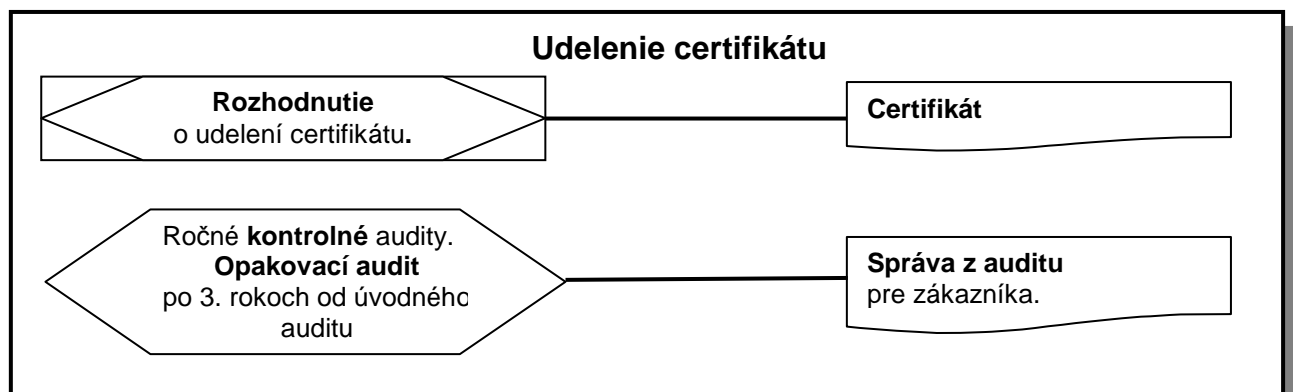 Udelenie certifikátu
Rozhodnutie
o udelení certifikátu.
Certifikát
Ročné kontrolné audity.
Opakovací audit
po 3. rokoch od úvodného
auditu
Správa z auditu
pre zákazníka.